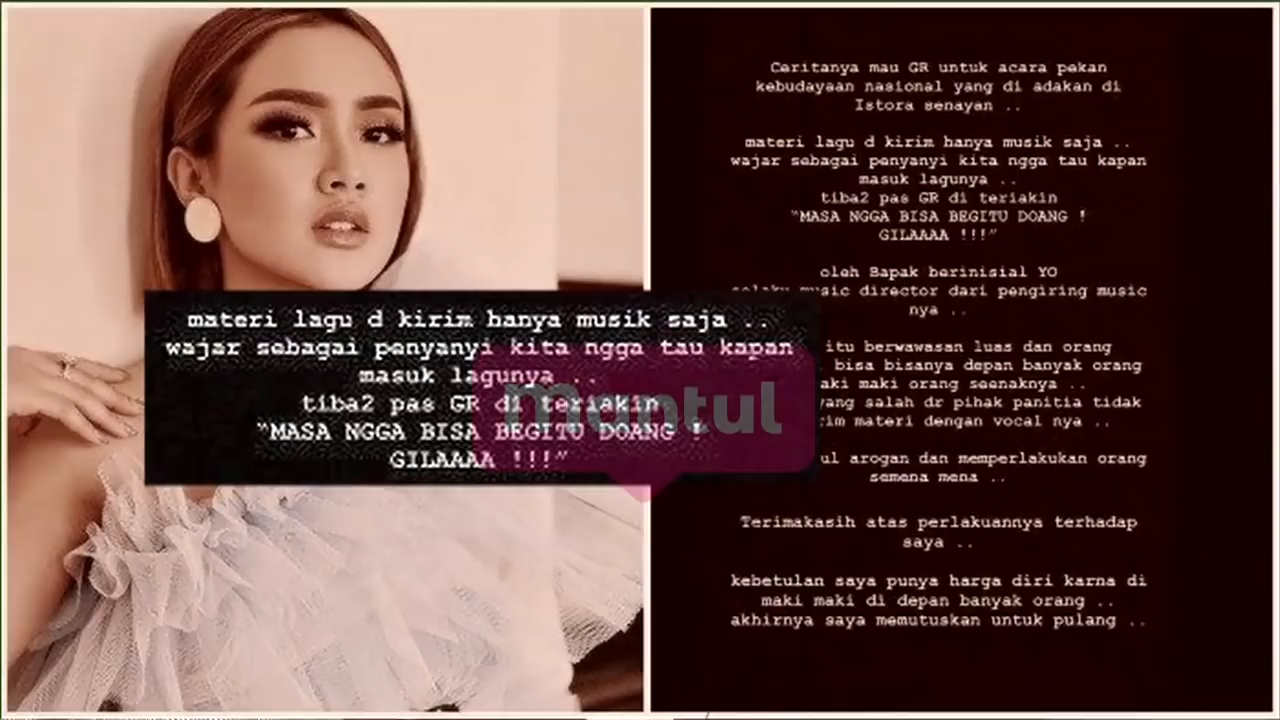 Ceritanya mau GR untuk acara pekan
kebudayaan nasional yang di adakan di
Istora senayan ..
materi lagu d kirim hanya musik saja ..
wajar sebagai penyanyi kita ngga tau kapan
masuk lagunya ..
tiba2 pas GR di teriakin
"MASA NGGA BISA BEGITU DOANG !
GILAAAA !!!"
oleh Bapak berinisial YO
selaku music director dari pengiring music
nya ..
itu berwawasan luas dan orang
bisa bisanya depan banyak orang
maki orang seenaknya ..
yang salah dr pihak panitia tidak
materi dengan vocal nya ..
arogan dan memperlakukan orang
semena mena ..
Terimakasih atas perlakuannya terhadap
saya ..
kebetulan saya punya harga diri karna di
maki maki di depan banyak orang ..
akhirnya saya memutuskan untuk pulang ..
materi lagu d kirim hanya musik saja ..
wajar sebagai penyanyi kita ngga tau kapan
masuk lagunya ..
tiba2 pas GR di teriakin
"MASA NGGA BISA BEGITU DOANG !
GILAAAA !!!"
mantul